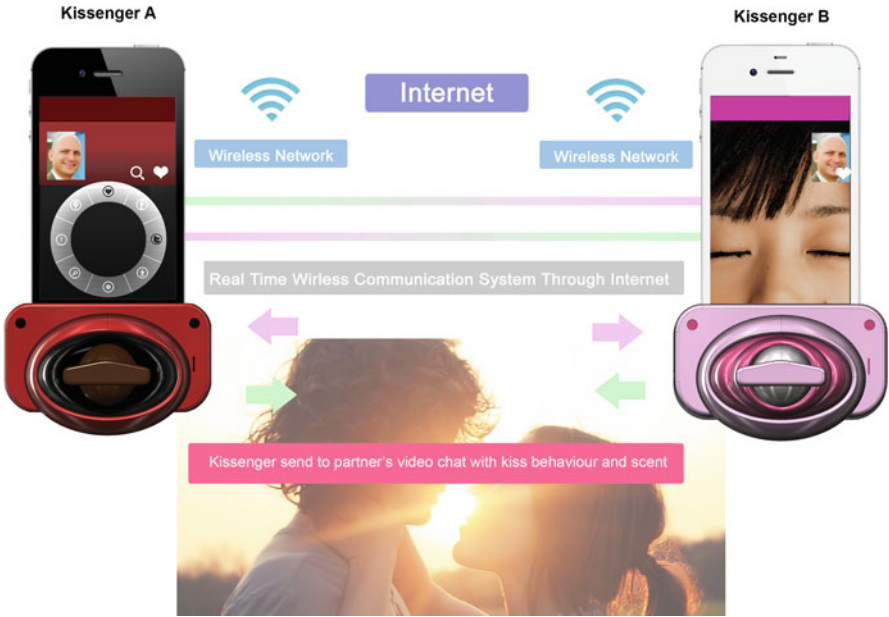 Kissenger A
Kissenger B
Internet
Wireless Network
Wireless Network
Real Time Wirless Communication System Through Internet
Kissenger send to partner's video chat with kiss behaviour and scent